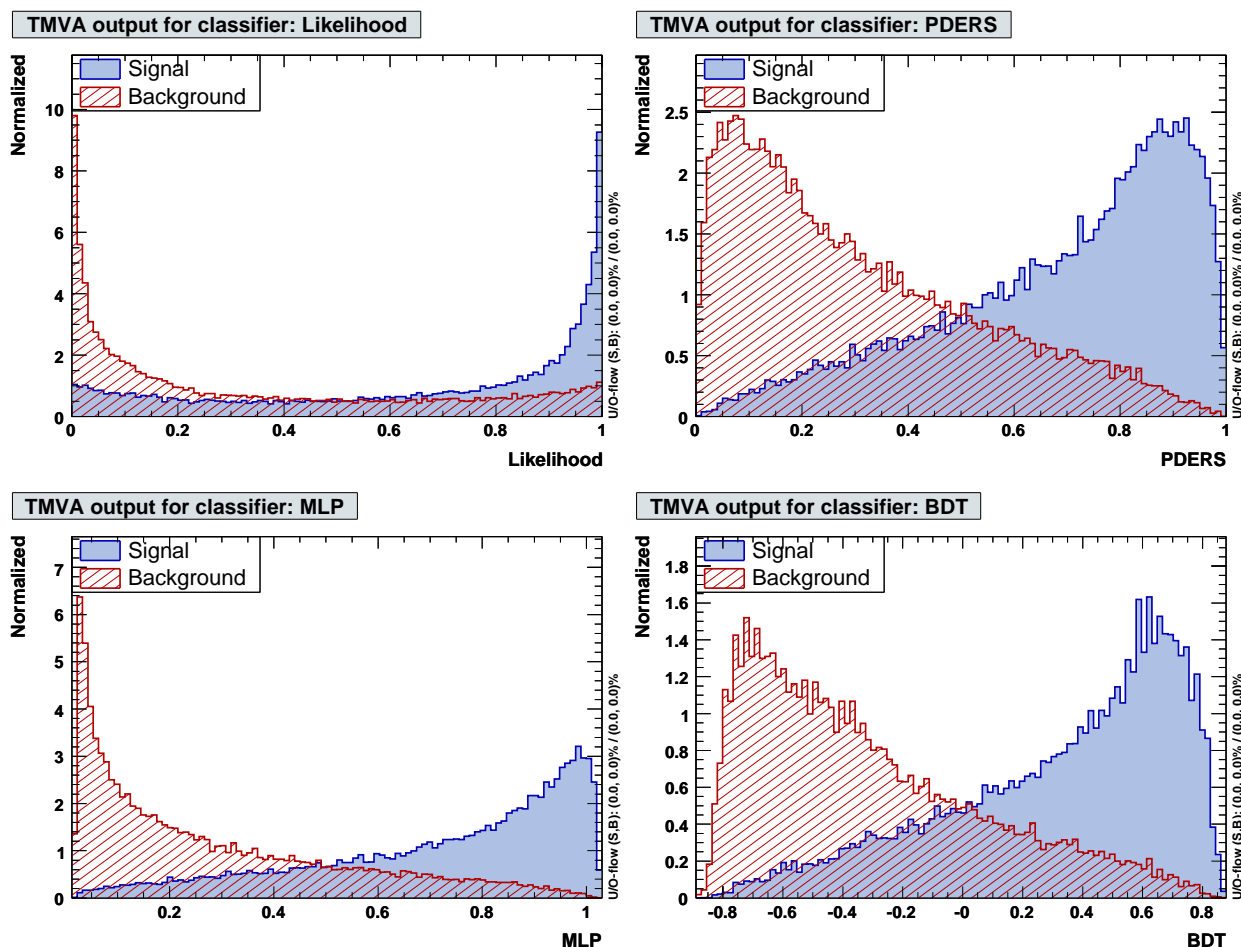 TMVA output for classifier: Likelihood
Normalized
Signal
Background
10
8
6
4
2
0
0 0.2 0.4 0.6 0.8 1
Likelihood
U/O-flow (S,B): (0.0, 0.0)% / (0.0, 0.0)%
TMVA output for classifier: PDERS
Normalized
Signal
Background
2.5
2
1.5
1
0.5
0
0 0.2 0.4 0.6 0.8 1
PDERS
U/O-flow (S,B): (0.0, 0.0)% / (0.0, 0.0)%
TMVA output for classifier: MLP
Normalized
Signal
Background
7
6
5
4
3
2
1
0
0.2 0.4 0.6 0.8 1
MLP
U/O-flow (S,B): (0.0, 0.0)% / (0.0, 0.0)%
TMVA output for classifier: BDT
Normalized
Signal
Background
1.8
1.6
1.4
1.2
1
0.8
0.6
0.4
0.2
0
-0.8 -0.6 -0.4 -0.2 -0 0.2 0.4 0.6 0.8
BDT
U/O-flow (S,B): (0.0, 0.0)% / (0.0, 0.0)%